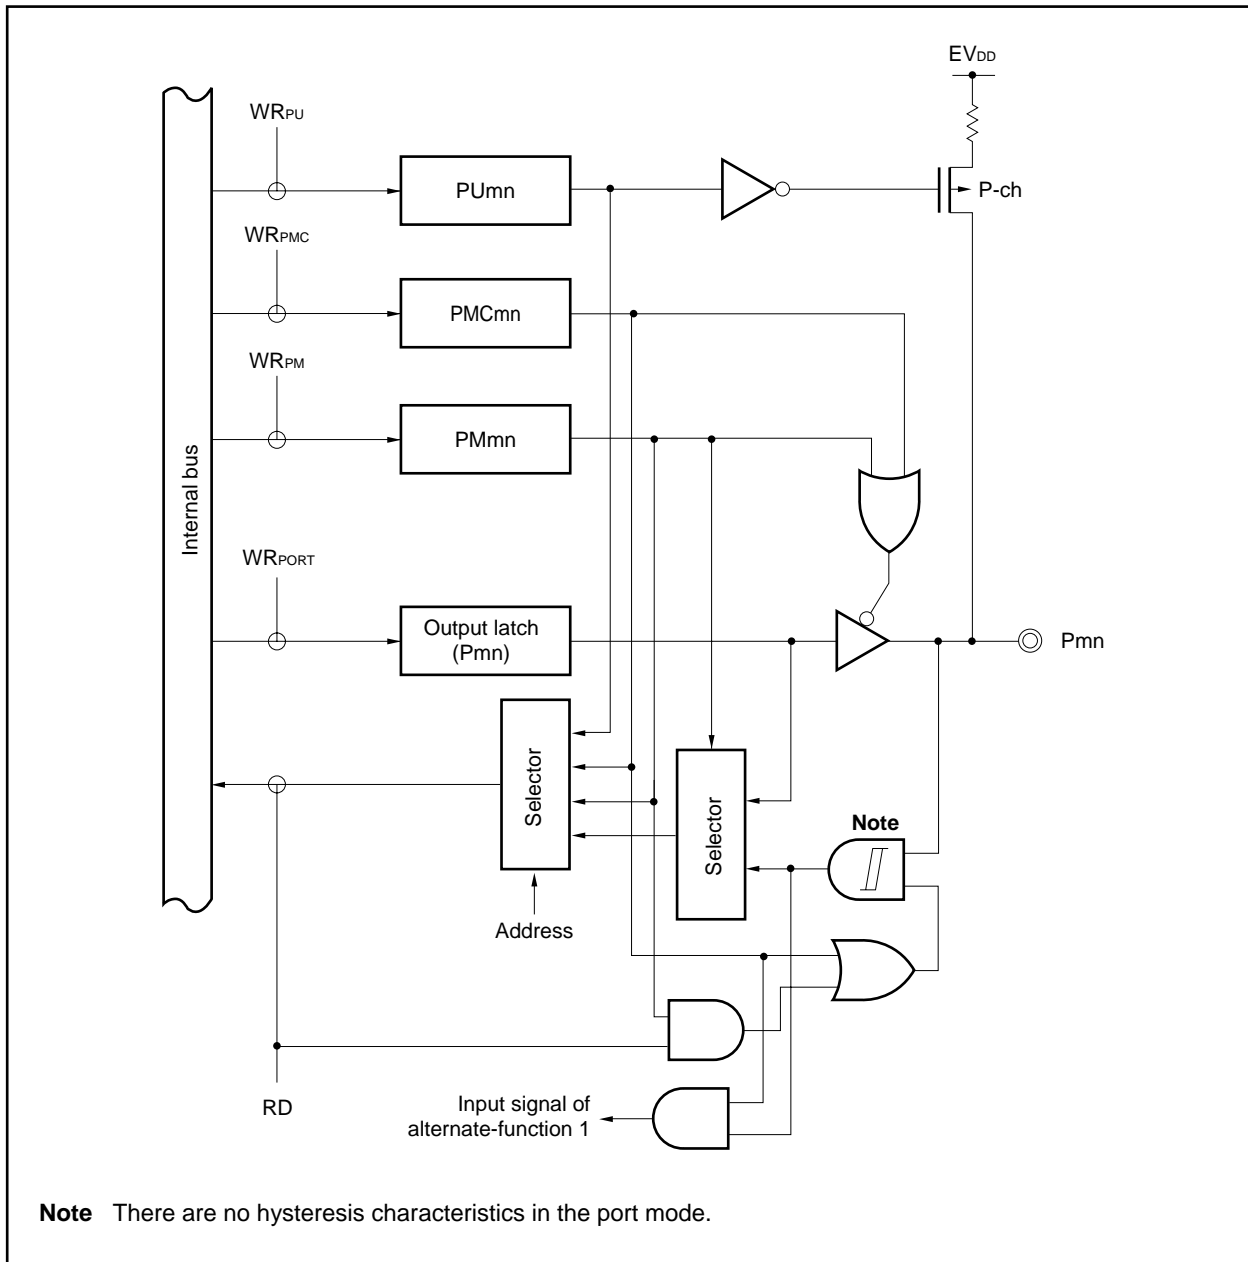 EVDD
WRPU
PUmn
P-ch
WRPMC
PMCmn
WRPM
PMmn
Internal bus
WRPORT
Output latch
(Pmn)
Pmn
Selector
Selector
Note
Address
RD
Input signal of
alternate-function 1
Note There are no hysteresis characteristics in the port mode.